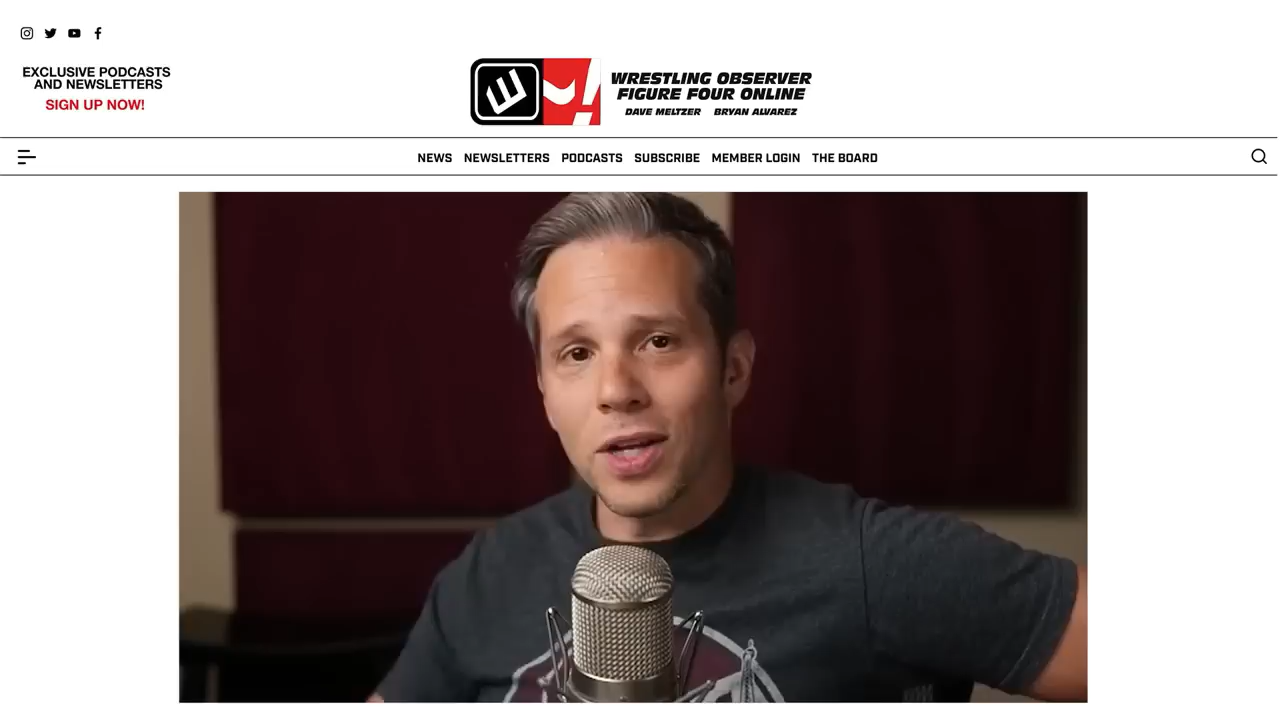 EXCLUSIVE PODCASTS
AND NEWSLETTERS
SIGN UP NOW!
WRESTLING OBSERVER
FIGURE FOUR ONLINE
DAVE MELTZER BRYAN ALVAREZ
NEWS NEWSLETTERS PODCASTS SUBSCRIBE MEMBER LOGIN THE BOARD